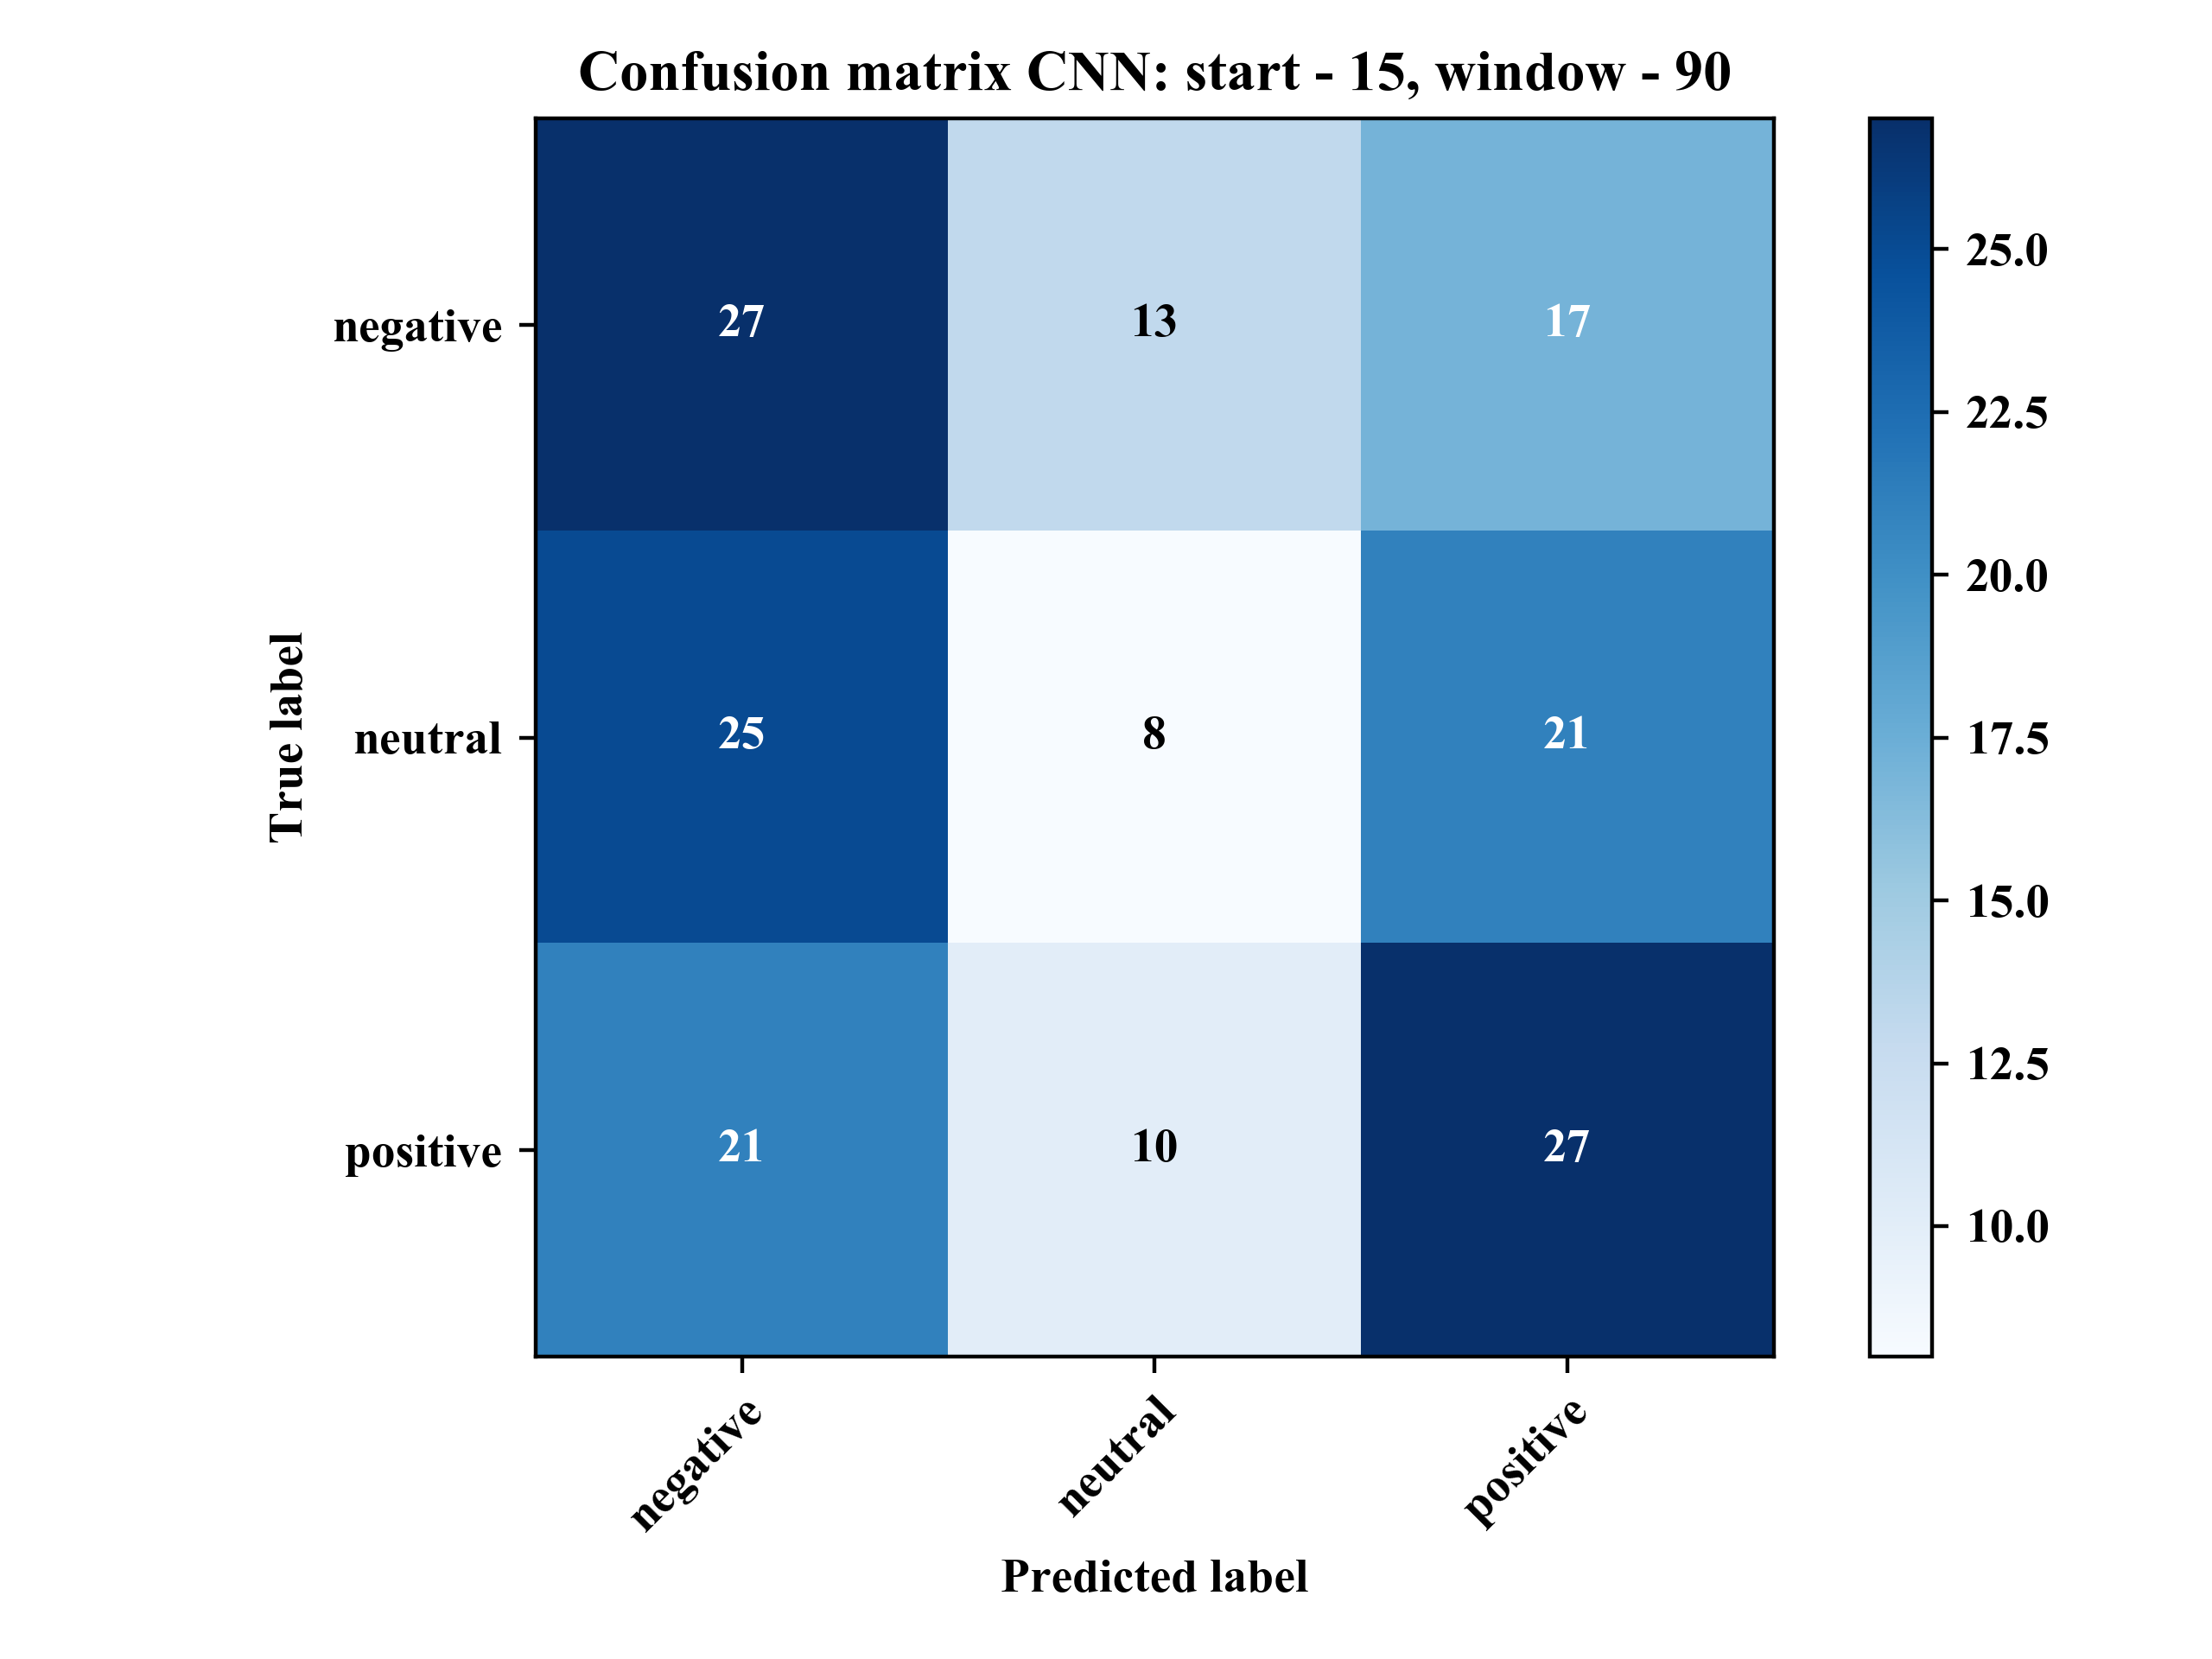 Confusion matrix CNN: start - 15, window - 90
True label
negative
27 13 17
neutral
25 8 21
positive
21 10 27
negative neutral positive
Predicted label
25.0
22.5
20.0
17.5
15.0
12.5
10.0